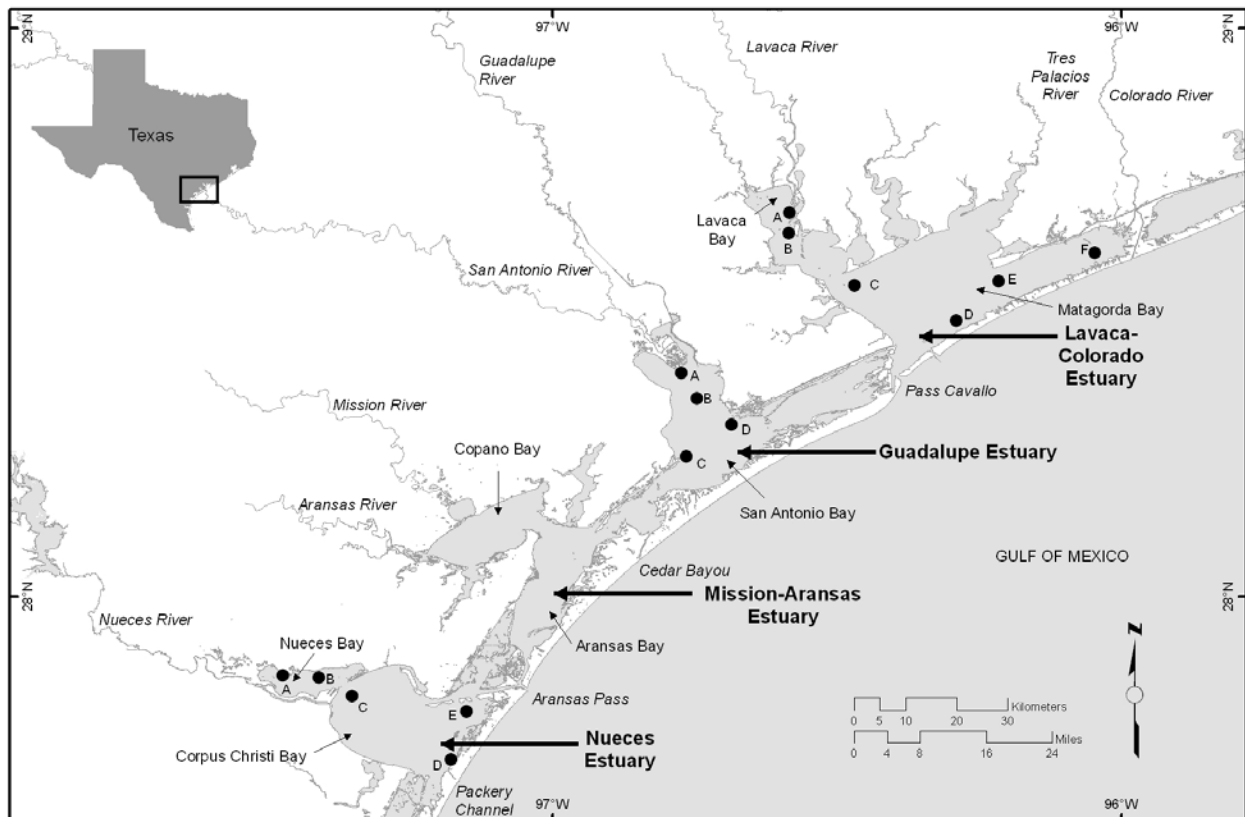 97°W
96°W
29°N
29°N
Guadalupe
River
Lavaca River
Tres
Palacios
River
Colorado River
Texas
Lavaca
Bay
A
B
C
D
E
F
Matagorda Bay
Lavaca-
Colorado
Estuary
San Antonio River
Pass Cavallo
A
B
C
D
Guadalupe Estuary
San Antonio Bay
Mission River
Copano Bay
Aransas River
GULF OF MEXICO
Cedar Bayou
Mission-Aransas
Estuary
Aransas Bay
28°N
28°N
Nueces River
Nueces Bay
A
B
C
D
E
Aransas Pass
Corpus Christi Bay
Nueces
Estuary
Packery
Channel
N
Kilometers
0 5 10 20 30
Miles
0 4 8 16 24
97°W
96°W